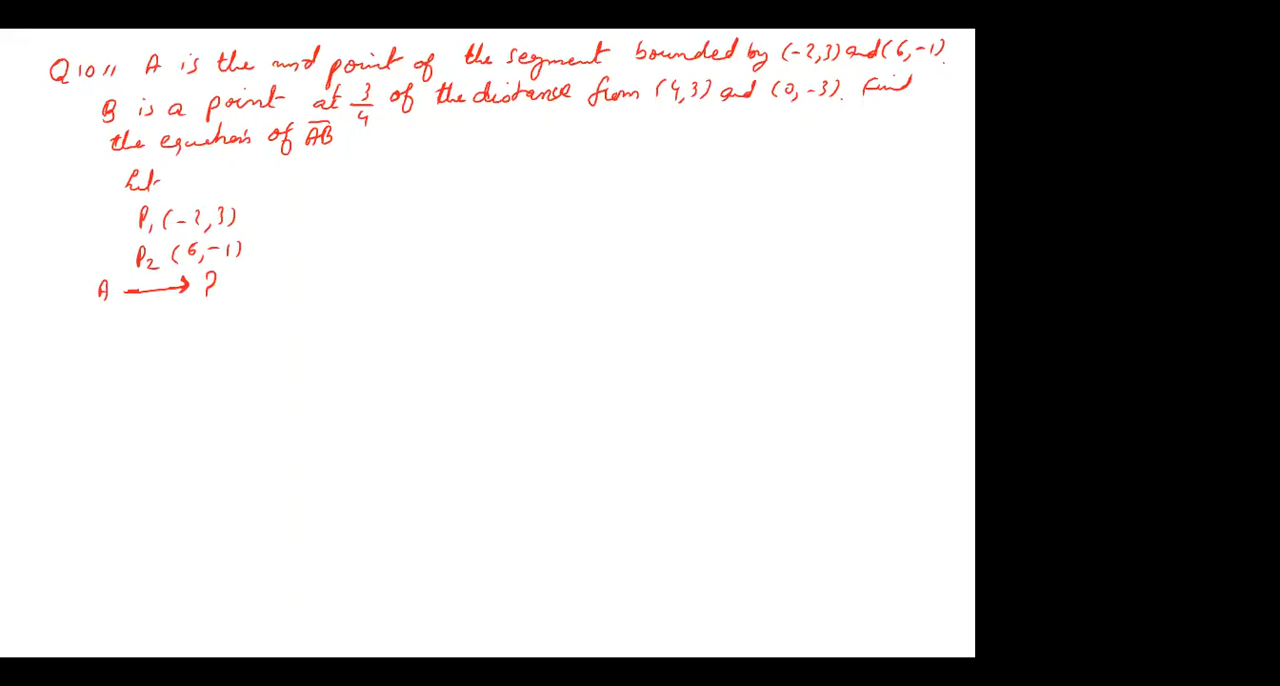 Q10 // A is the mid point of the segment bounded by (-2,3) and (6,-1).
B is a point at 3/4 of the distance from (4,3) and (0,-3). Find
the equation of A̅B̅
Let
P₁ (-2, 3)
P₂ (6, -1)
A ⟶ ?